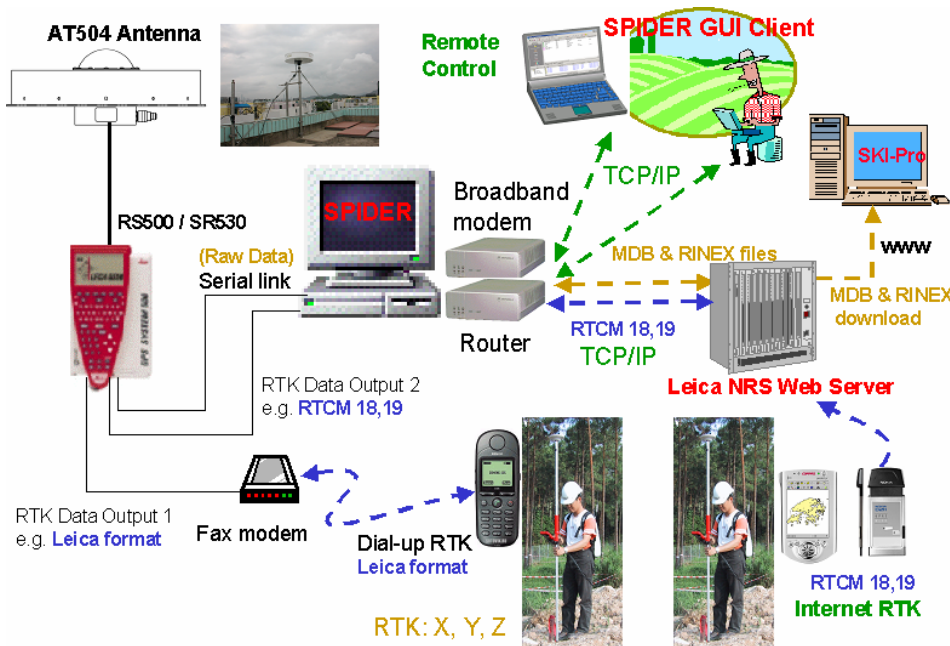 AT504 Antenna
Remote
Control
SPIDER GUI Client
SKI-Pro
TCP/IP
Broadband
modem
RS500 / SR530
(Raw Data)
Serial link
SPIDER
MDB & RINEX files
www
MDB & RINEX
download
Router
RTCM 18,19
TCP/IP
Leica NRS Web Server
RTK Data Output 2
e.g. RTCM 18,19
RTK Data Output 1
e.g. Leica format
Fax modem
Dial-up RTK
Leica format
RTCM 18,19
Internet RTK
RTK: X, Y, Z